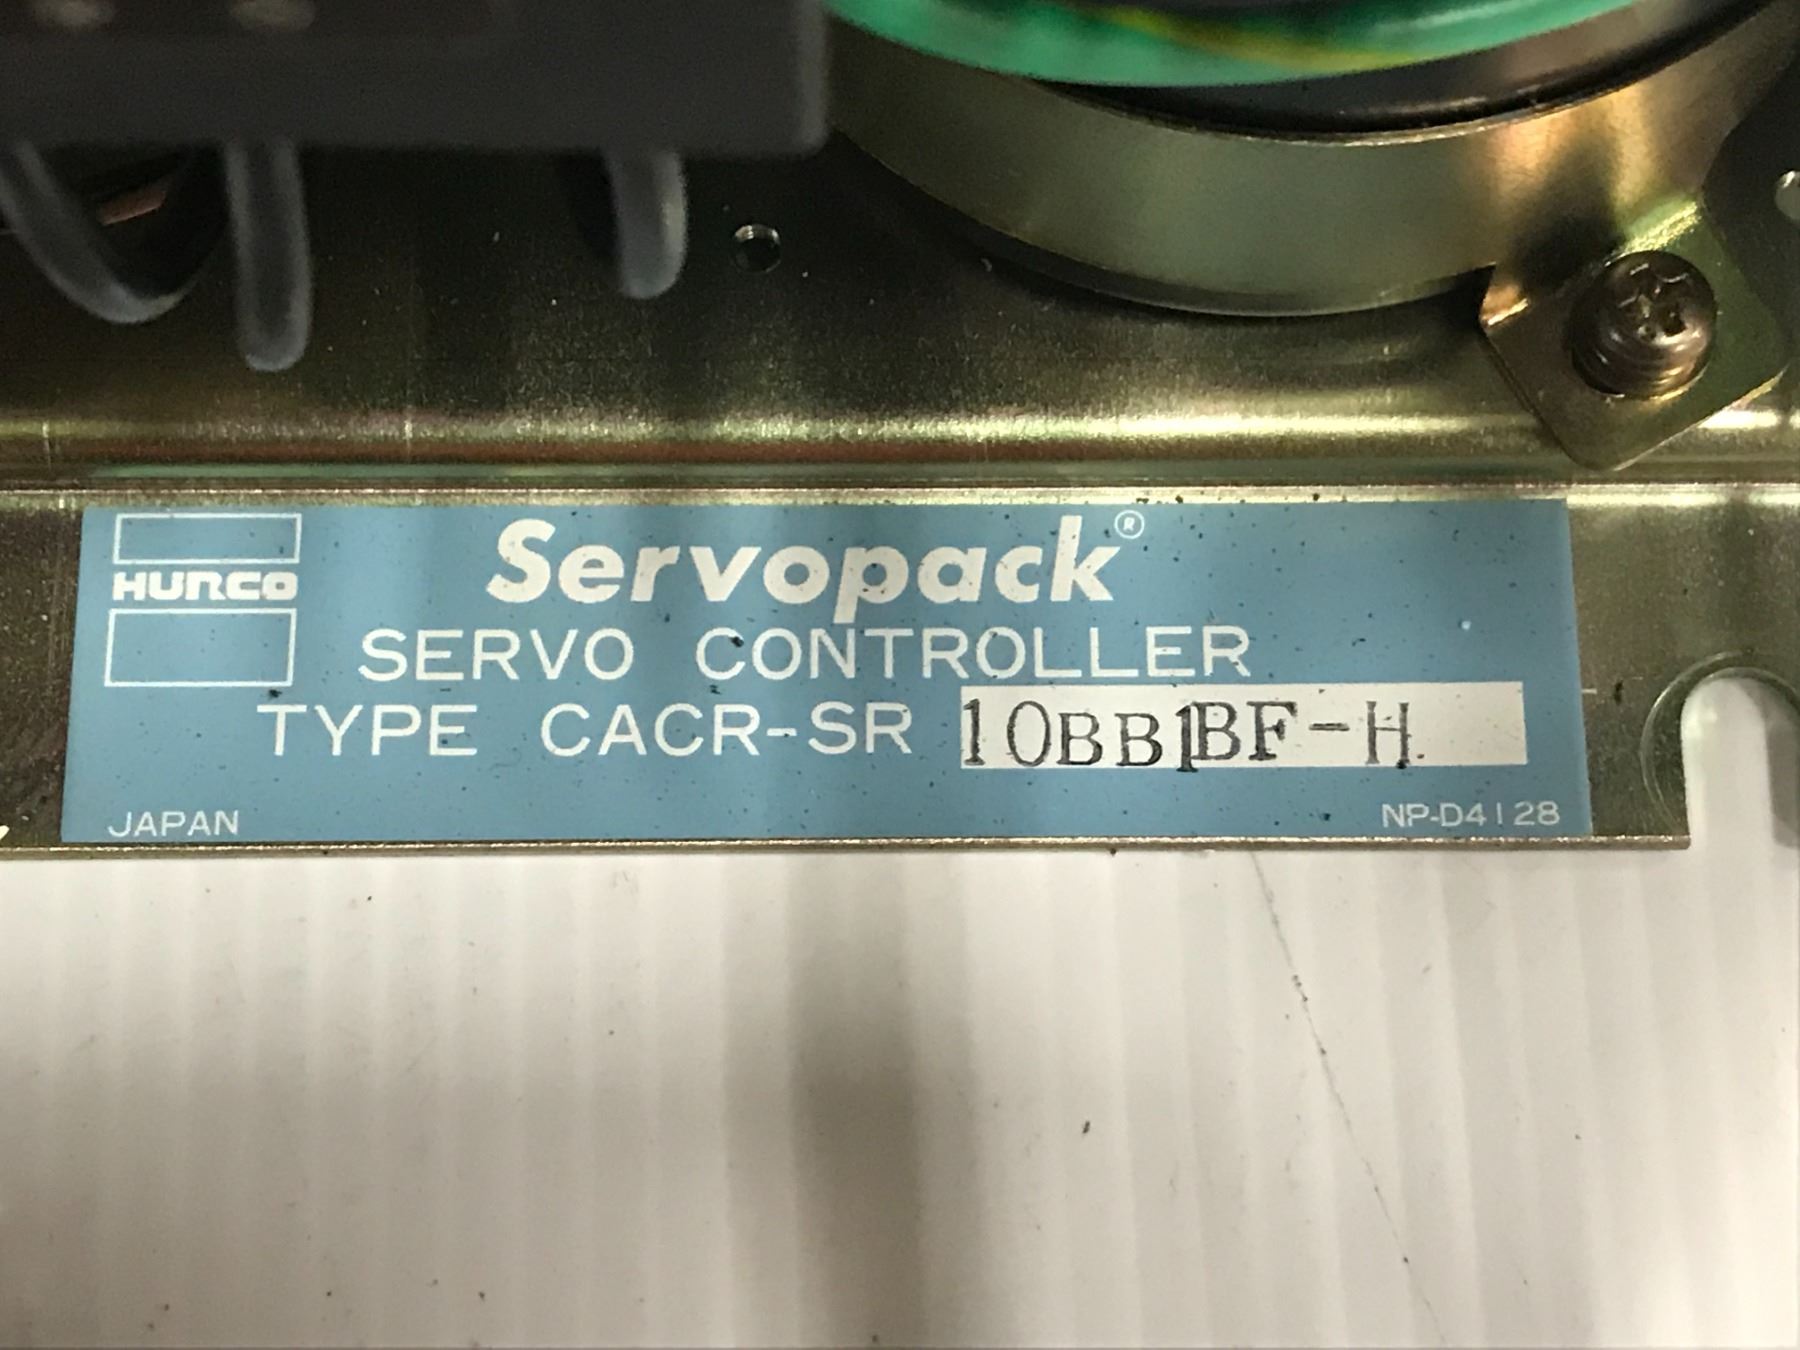 HURCO
Servopack®
SERVO CONTROLLER
TYPE CACR-SR 10BB1BF-H
JAPAN
NP-D4128